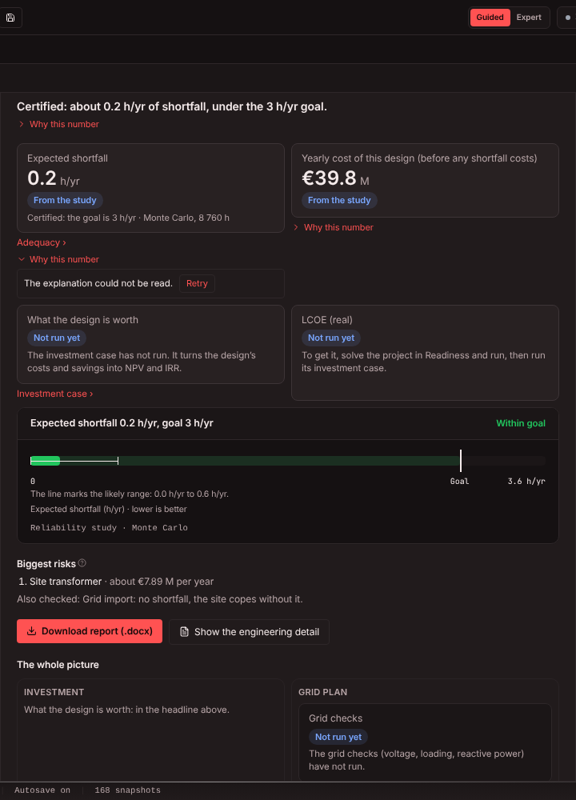 Guided
Expert
Certified: about 0.2 h/yr of shortfall, under the 3 h/yr goal.
Why this number
Expected shortfall
0.2 h/yr
From the study
Certified: the goal is 3 h/yr · Monte Carlo, 8 760 h
Yearly cost of this design (before any shortfall costs)
€39.8 M
From the study
Why this number
Adequacy ›
Why this number
The explanation could not be read.
Retry
What the design is worth
Not run yet
The investment case has not run. It turns the design's
costs and savings into NPV and IRR.
LCOE (real)
Not run yet
To get it, solve the project in Readiness and run, then run
its investment case.
Investment case ›
Expected shortfall 0.2 h/yr, goal 3 h/yr
Within goal
0
Goal
3.6 h/yr
The line marks the likely range: 0.0 h/yr to 0.6 h/yr.
Expected shortfall (h/yr) · lower is better
Reliability study · Monte Carlo
Biggest risks ?
1. Site transformer · about €7.89 M per year
Also checked: Grid import: no shortfall, the site copes without it.
Download report (.docx)
Show the engineering detail
The whole picture
INVESTMENT
What the design is worth: in the headline above.
GRID PLAN
Grid checks
Not run yet
The grid checks (voltage, loading, reactive power)
have not run.
Autosave on
168 snapshots